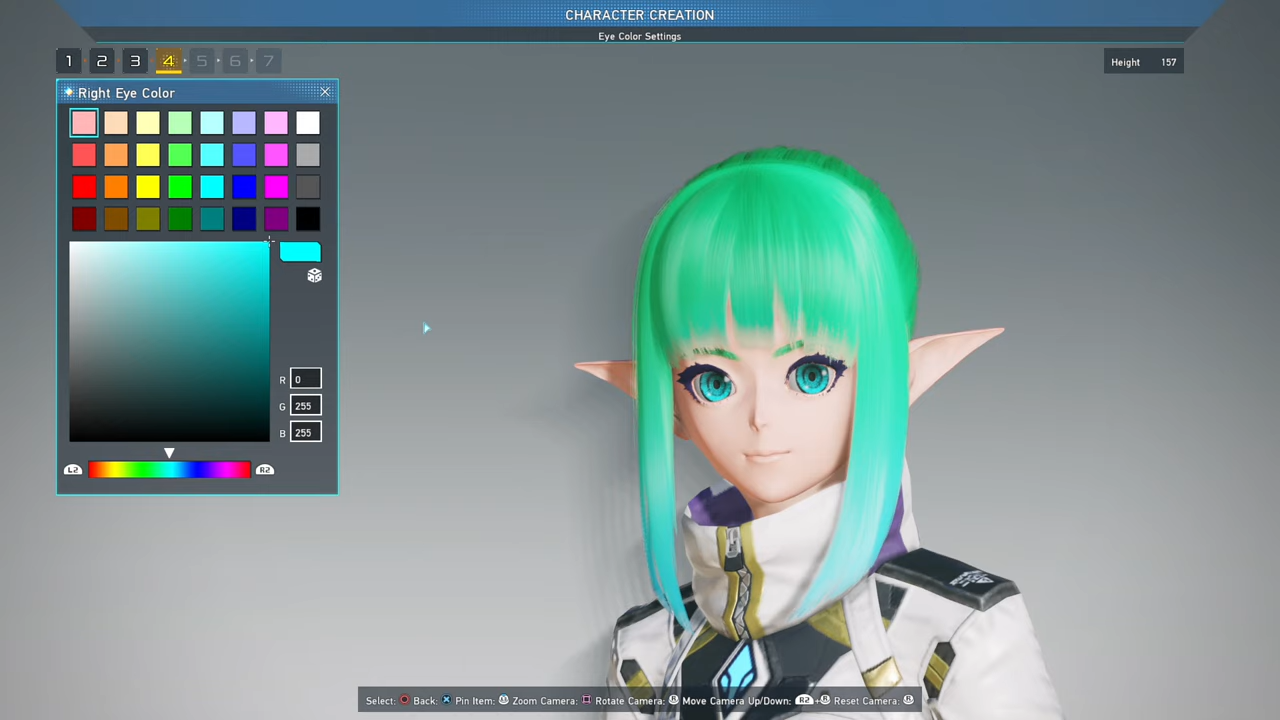 CHARACTER CREATION
Eye Color Settings
1 2 3 4 5 6 7
Height 157
Right Eye Color
R 0
G 255
B 255
L2 R2
Select: Back: Pin Item: Zoom Camera: Rotate Camera: R Move Camera Up/Down: R2 + R Reset Camera: R